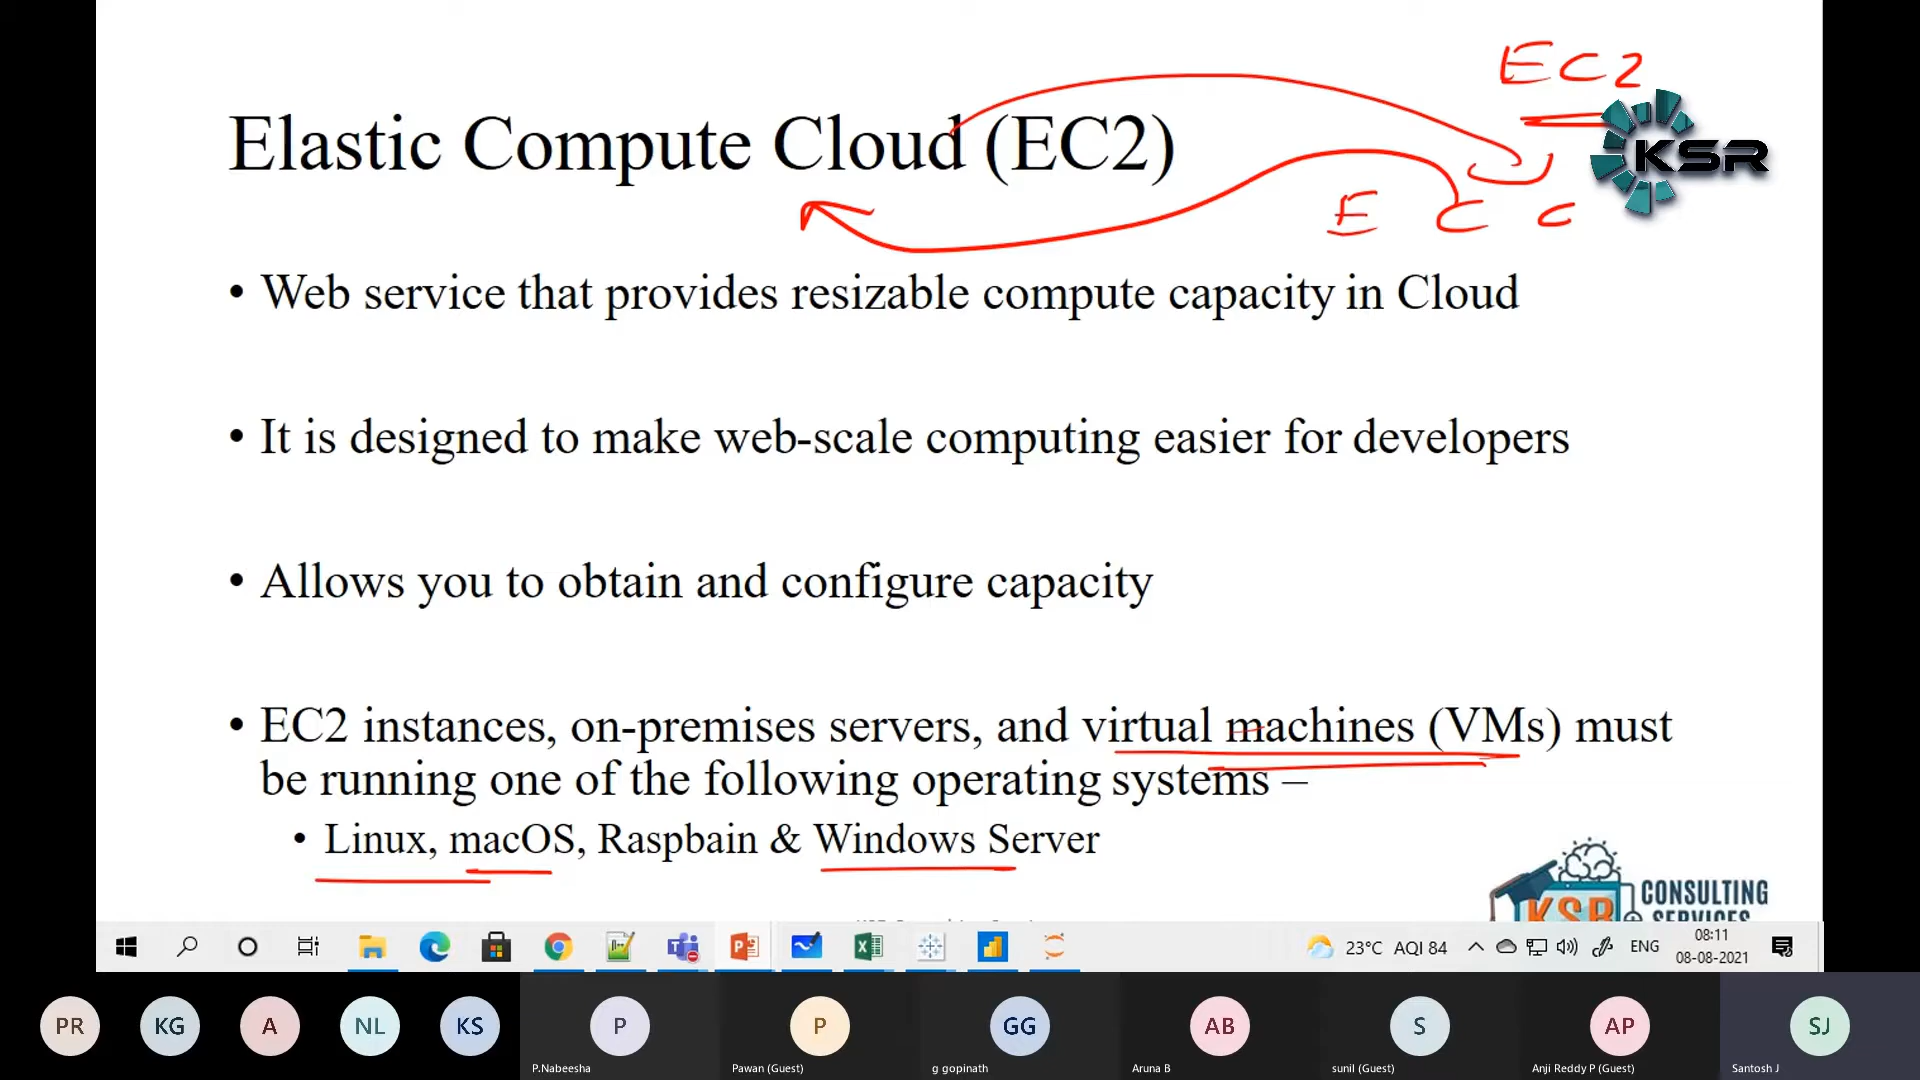 EC2
Elastic Compute Cloud (EC2)
KSR
E C C
• Web service that provides resizable compute capacity in Cloud
• It is designed to make web-scale computing easier for developers
• Allows you to obtain and configure capacity
• EC2 instances, on-premises servers, and virtual machines (VMs) must
be running one of the following operating systems –
• Linux, macOS, Raspbain & Windows Server
KSR CONSULTING
SERVICES
23°C AQI 84
ENG
08:11
08-08-2021
PR KG A NL KS P P GG AB S AP SJ
P.Nabeesha Pawan (Guest) g gopinath Aruna B sunil (Guest) Anji Reddy P (Guest) Santosh J